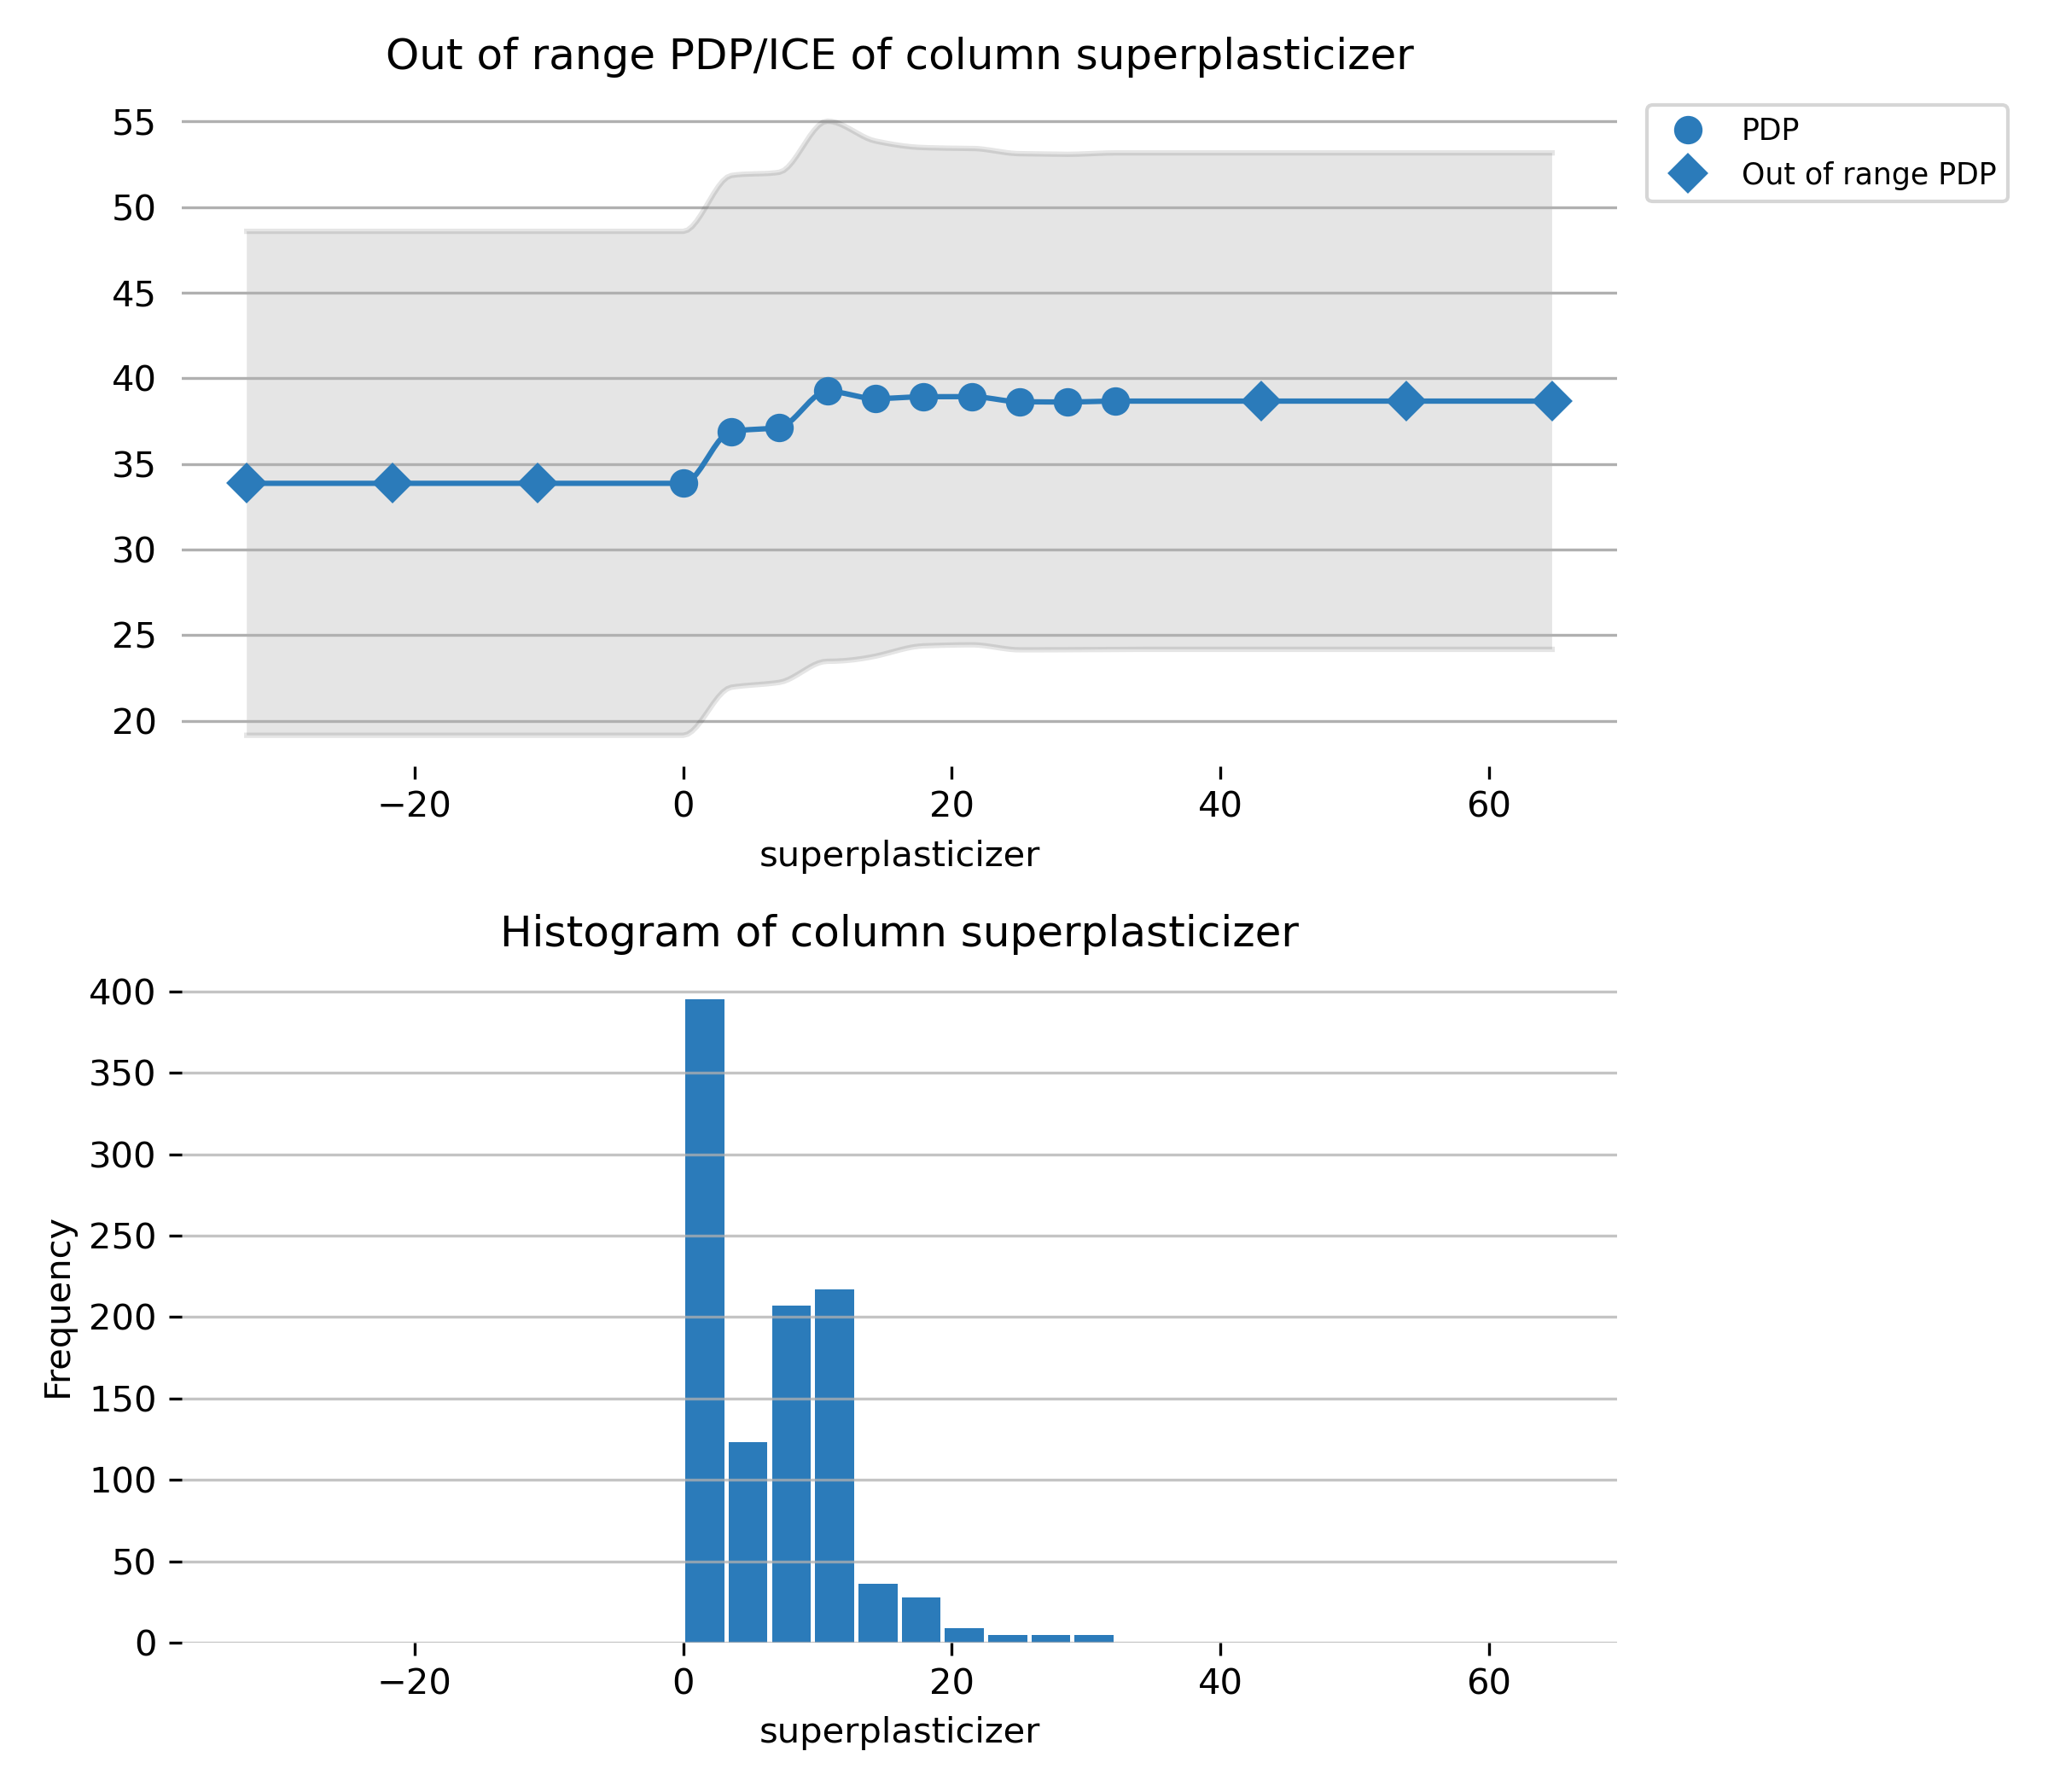 Out of range PDP/ICE of column superplasticizer
55
50
45
40
35
30
25
20
−20 0 20 40 60
superplasticizer
PDP
Out of range PDP
Histogram of column superplasticizer
400
350
300
250
200
150
100
50
0
Frequency
−20 0 20 40 60
superplasticizer